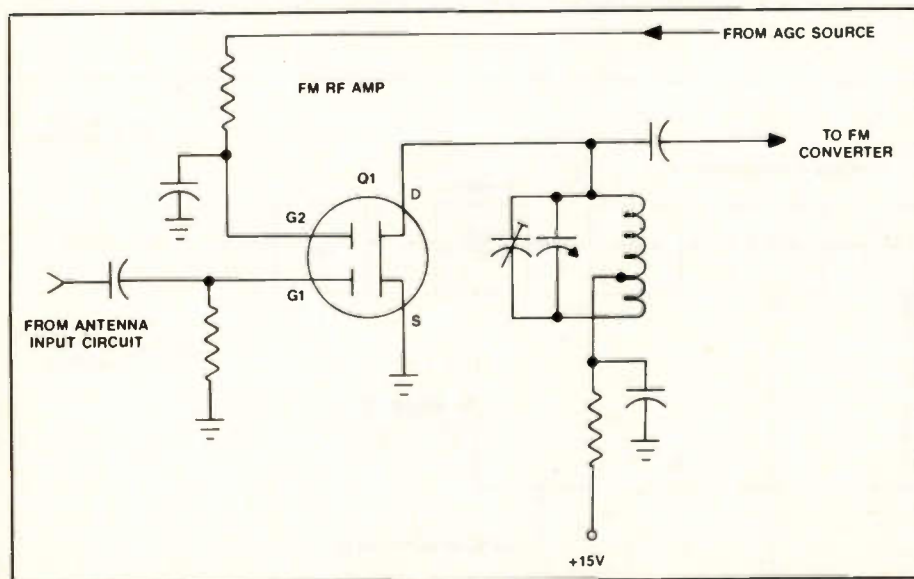 FROM AGC SOURCE
FM RF AMP
TO FM
CONVERTER
Q1
D
G2
G1
S
FROM ANTENNA
INPUT CIRCUIT
+15V